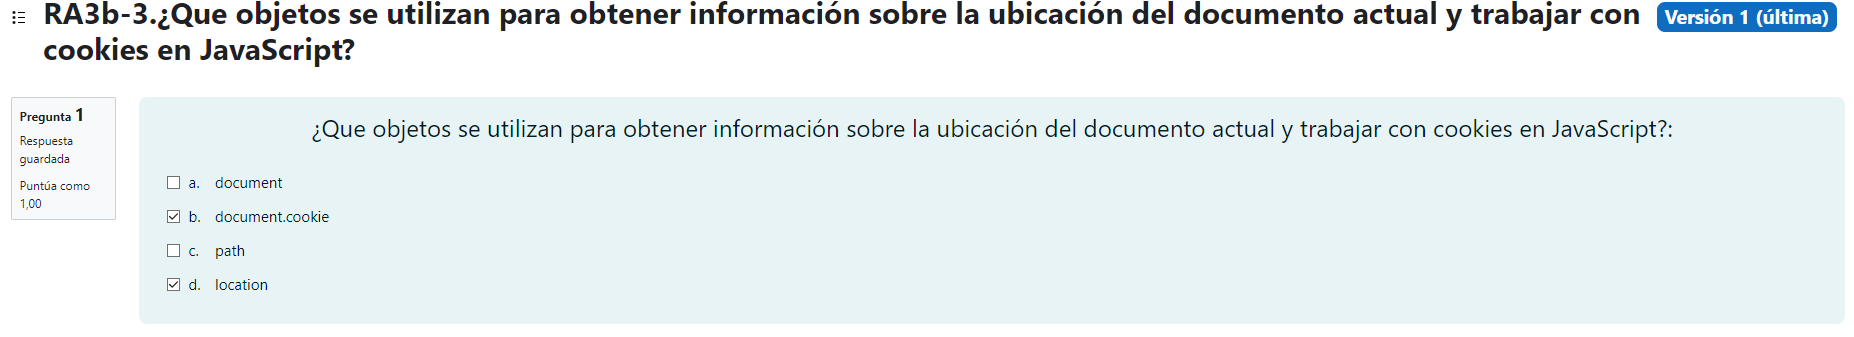 RA3b-3.¿Que objetos se utilizan para obtener información sobre la ubicación del documento actual y trabajar con Versión 1 (última)
cookies en JavaScript?
Pregunta 1
Respuesta
guardada
Puntúa como
1,00
¿Que objetos se utilizan para obtener información sobre la ubicación del documento actual y trabajar con cookies en JavaScript?:
a. document
b. document.cookie
c. path
d. location